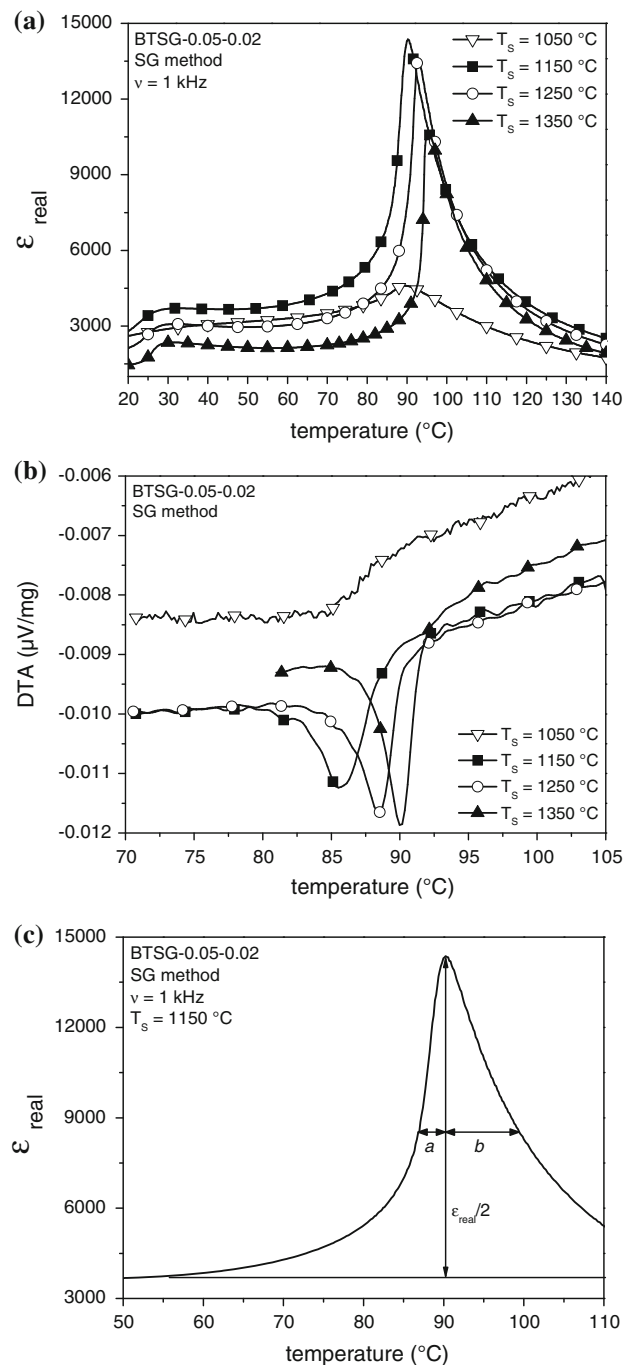 (a)
15000
12000
9000
6000
3000
ε real
BTSG-0.05-0.02
SG method
ν = 1 kHz
T_S = 1050 °C
T_S = 1150 °C
T_S = 1250 °C
T_S = 1350 °C
20 30 40 50 60 70 80 90 100 110 120 130 140
temperature (°C)
(b)
-0.006
-0.007
-0.008
-0.009
-0.010
-0.011
-0.012
DTA (µV/mg)
BTSG-0.05-0.02
SG method
T_S = 1050 °C
T_S = 1150 °C
T_S = 1250 °C
T_S = 1350 °C
70 75 80 85 90 95 100 105
temperature (°C)
(c)
15000
12000
9000
6000
3000
ε real
BTSG-0.05-0.02
SG method
ν = 1 kHz
T_S = 1150 °C
a b
ε_real/2
50 60 70 80 90 100 110
temperature (°C)